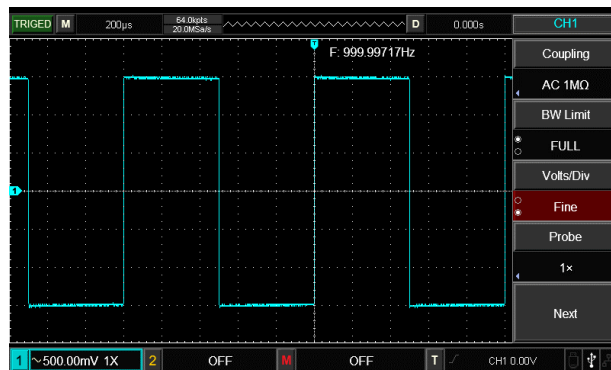 TRIGED M 200µs 64.0kpts D 0.000s CH1
20.0MSa/s
T
F: 999.99717Hz
Coupling
AC 1MΩ
BW Limit
FULL
Volts/Div
1
Fine
Probe
1×
Next
1 ~500.00mV 1X 2 OFF M OFF T CH1 0.00V